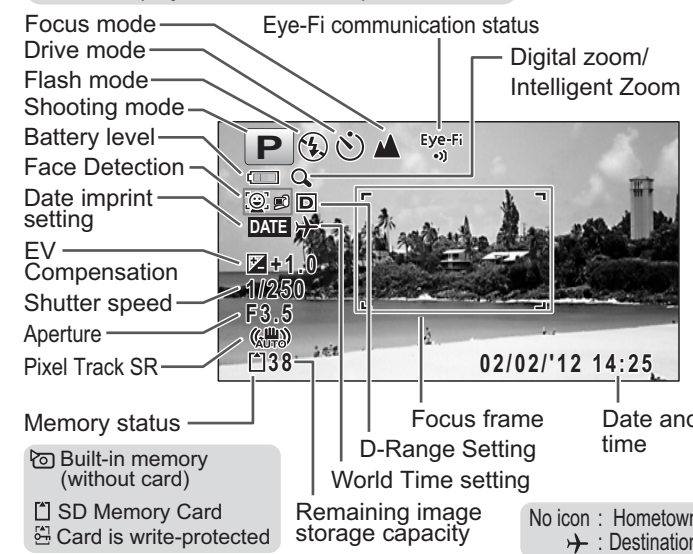 Focus mode
Eye-Fi communication status
Drive mode
Digital zoom/
Intelligent Zoom
Flash mode
Shooting mode
Battery level
Face Detection
Date imprint
setting
EV
Compensation
Shutter speed
Aperture
Pixel Track SR
Memory status
P
Eye-Fi
D
DATE
+1.0
1/250
F3.5
AUTO
38
02/02/'12 14:25
Focus frame
Date and
time
D-Range Setting
World Time setting
Remaining image
storage capacity
Built-in memory
(without card)
SD Memory Card
Card is write-protected
No icon : Hometown
: Destination